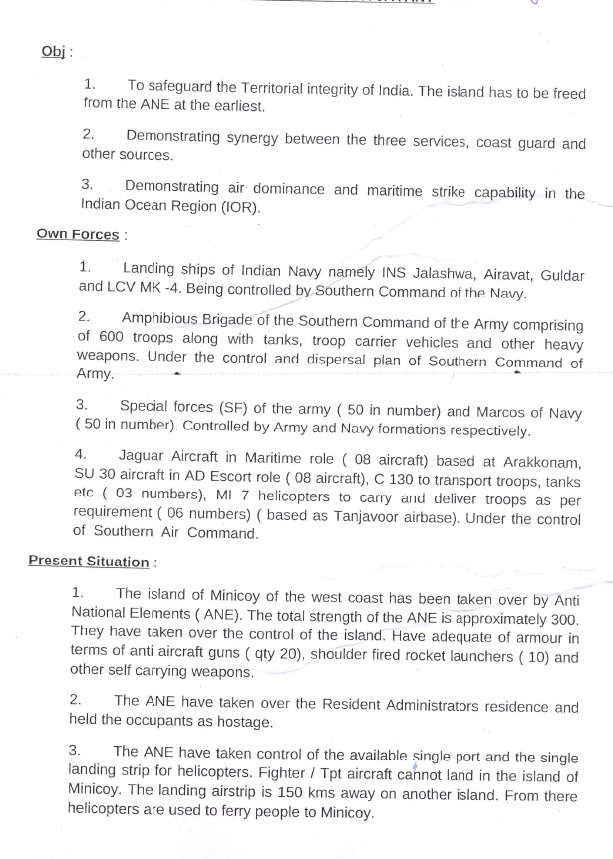 Obj :
1. To safeguard the Territorial integrity of India. The island has to be freed
from the ANE at the earliest.
2. Demonstrating synergy between the three services, coast guard and
other sources.
3. Demonstrating air dominance and maritime strike capability in the
Indian Ocean Region (IOR).
Own Forces :
1. Landing ships of Indian Navy namely INS Jalashwa, Airavat, Guldar
and LCV MK -4. Being controlled by Southern Command of the Navy.
2. Amphibious Brigade of the Southern Command of the Army comprising
of 600 troops along with tanks, troop carrier vehicles and other heavy
weapons. Under the control and dispersal plan of Southern Command of
Army.
3. Special forces (SF) of the army ( 50 in number) and Marcos of Navy
( 50 in number). Controlled by Army and Navy formations respectively.
4. Jaguar Aircraft in Maritime role ( 08 aircraft) based at Arakkonam,
SU 30 aircraft in AD Escort role ( 08 aircraft), C 130 to transport troops, tanks
etc ( 03 numbers), MI 7 helicopters to carry and deliver troops as per
requirement ( 06 numbers) ( based as Tanjavoor airbase). Under the control
of Southern Air Command.
Present Situation :
1. The island of Minicoy of the west coast has been taken over by Anti
National Elements ( ANE). The total strength of the ANE is approximately 300.
They have taken over the control of the island. Have adequate of armour in
terms of anti aircraft guns ( qty 20), shoulder fired rocket launchers ( 10) and
other self carrying weapons.
2. The ANE have taken over the Resident Administrators residence and
held the occupants as hostage.
3. The ANE have taken control of the available single port and the single
landing strip for helicopters. Fighter / Tpt aircraft cannot land in the island of
Minicoy. The landing airstrip is 150 kms away on another island. From there
helicopters are used to ferry people to Minicoy.